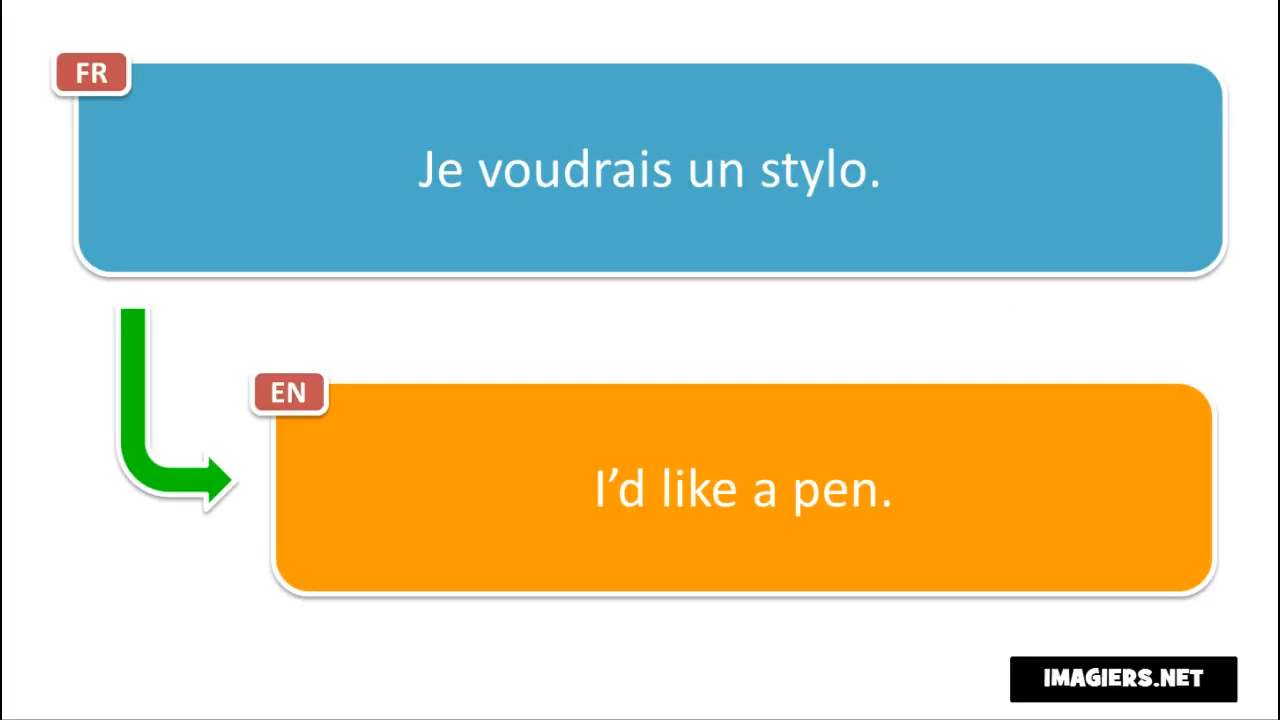 FR
Je voudrais un stylo.
EN
I’d like a pen.
IMAGIERS.NET